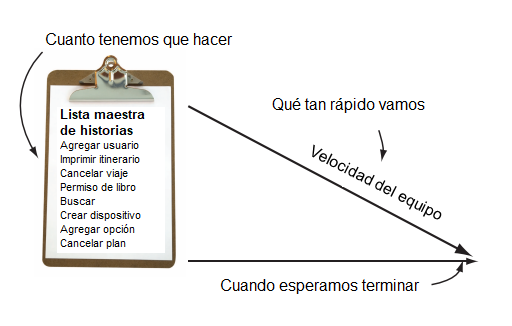 Cuanto tenemos que hacer
Lista maestra
de historias
Agregar usuario
Imprimir itinerario
Cancelar viaje
Permiso de libro
Buscar
Crear dispositivo
Agregar opción
Cancelar plan
Qué tan rápido vamos
Velocidad del equipo
Cuando esperamos terminar